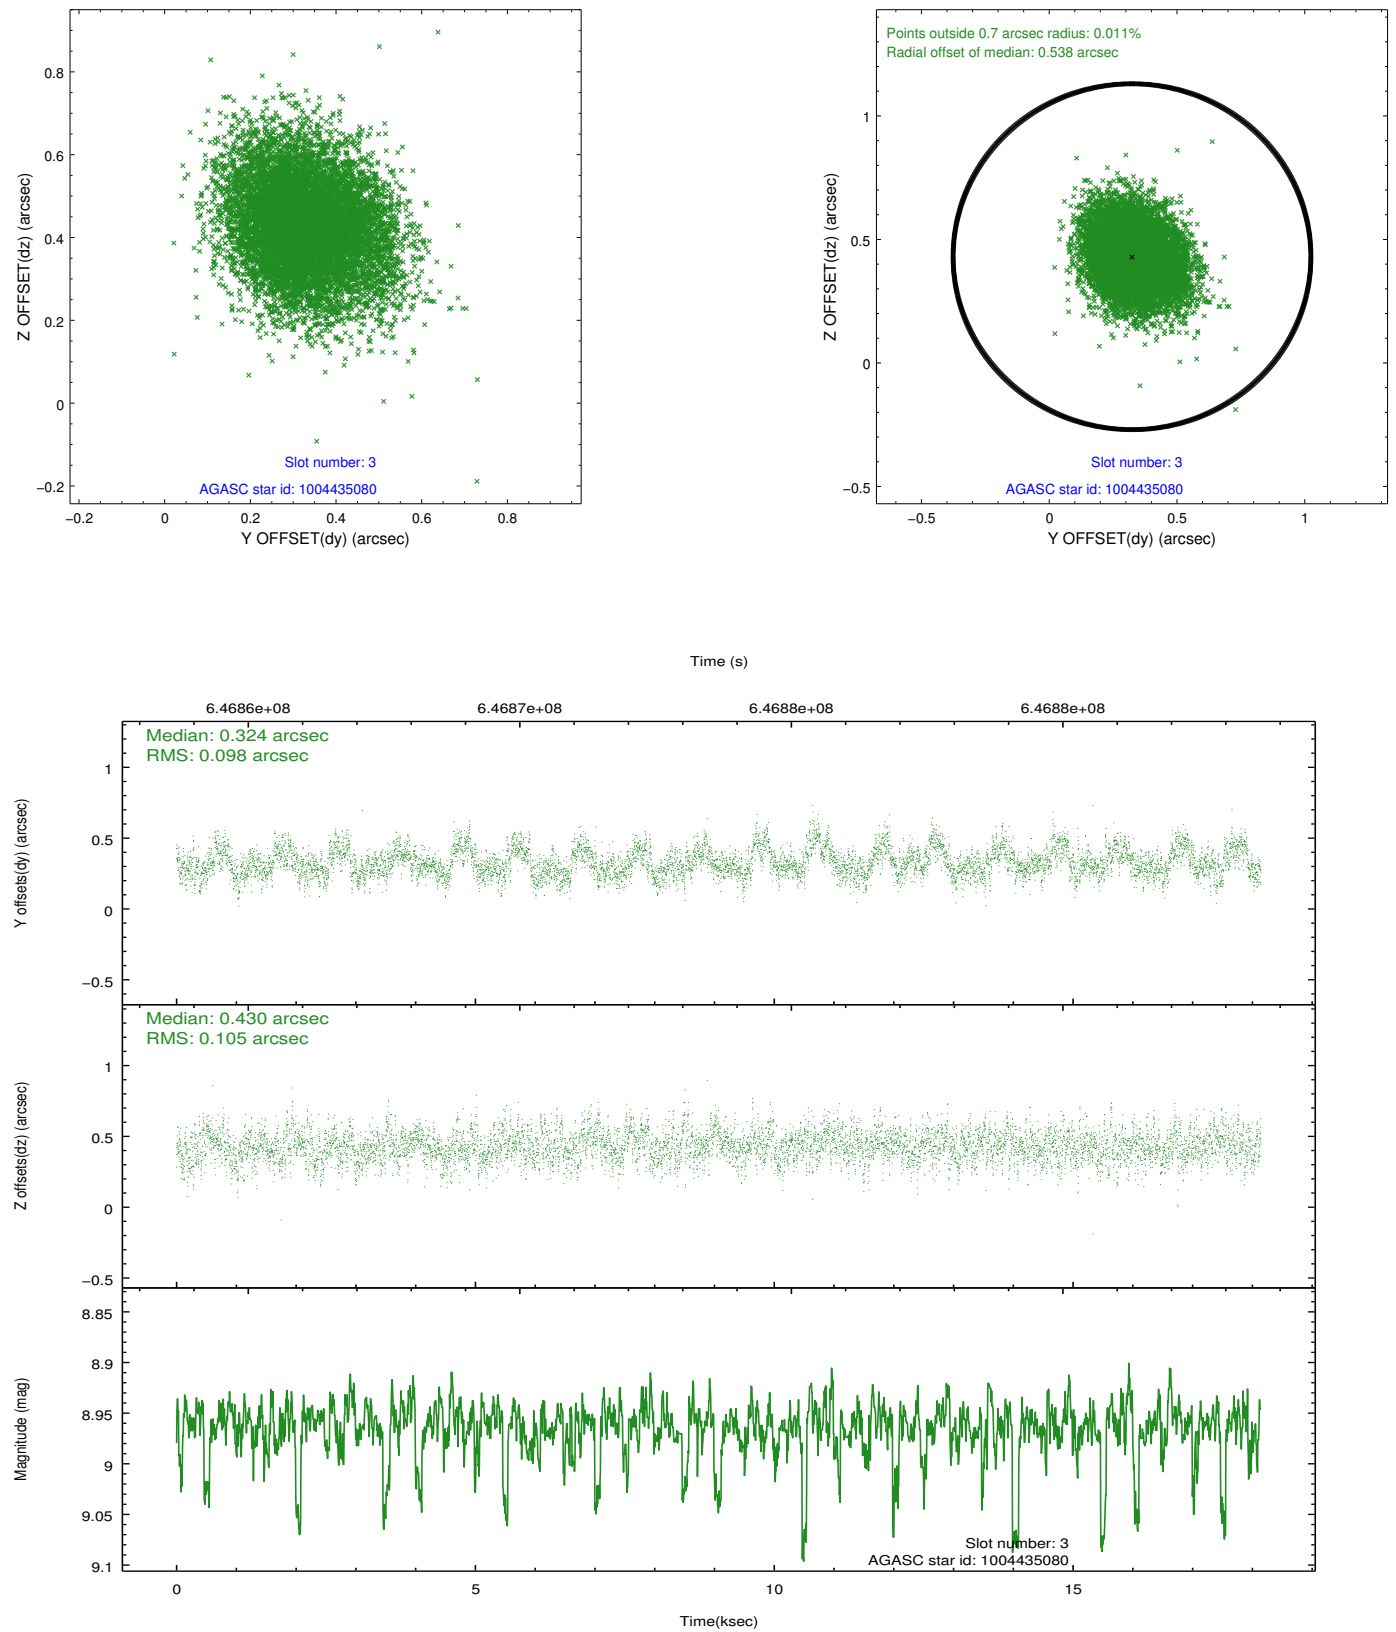 Points outside 0.7 arcsec radius: 0.011%
Radial offset of median: 0.538 arcsec
0.8
0.6
0.4
0.2
0
−0.2
Z OFFSET(dz) (arcsec)
Slot number: 3
AGASC star id: 1004435080
−0.2 0 0.2 0.4 0.6 0.8
Y OFFSET(dy) (arcsec)
1
0.5
0
−0.5
Z OFFSET(dz) (arcsec)
Slot number: 3
AGASC star id: 1004435080
−0.5 0 0.5 1
Y OFFSET(dy) (arcsec)
Time (s)
6.4686e+08 6.4687e+08 6.4688e+08 6.4688e+08
Median: 0.324 arcsec
RMS: 0.098 arcsec
1
0.5
0
−0.5
Y offsets(dy) (arcsec)
Median: 0.430 arcsec
RMS: 0.105 arcsec
1
0.5
0
−0.5
Z offsets(dz) (arcsec)
8.85
8.9
8.95
9
9.05
9.1
Magnitude (mag)
Slot number: 3
AGASC star id: 1004435080
0 5 10 15
Time(ksec)